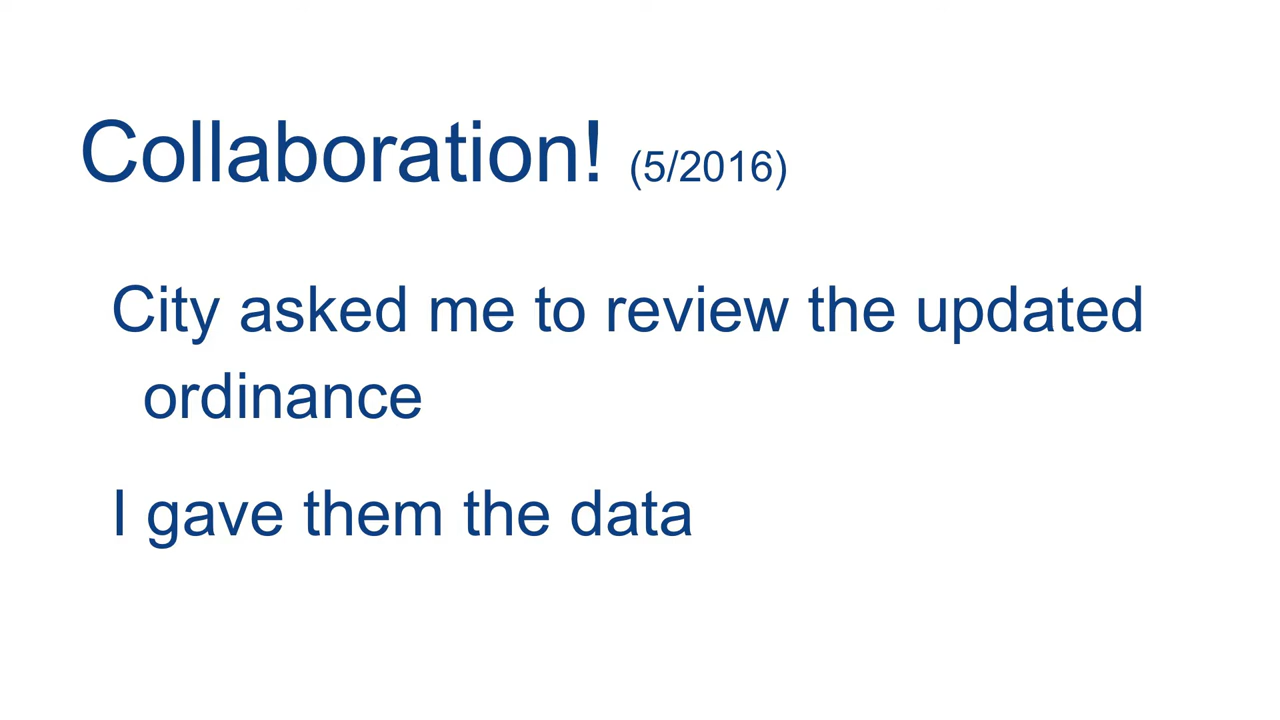 Collaboration! (5/2016)
City asked me to review the updated
ordinance
I gave them the data